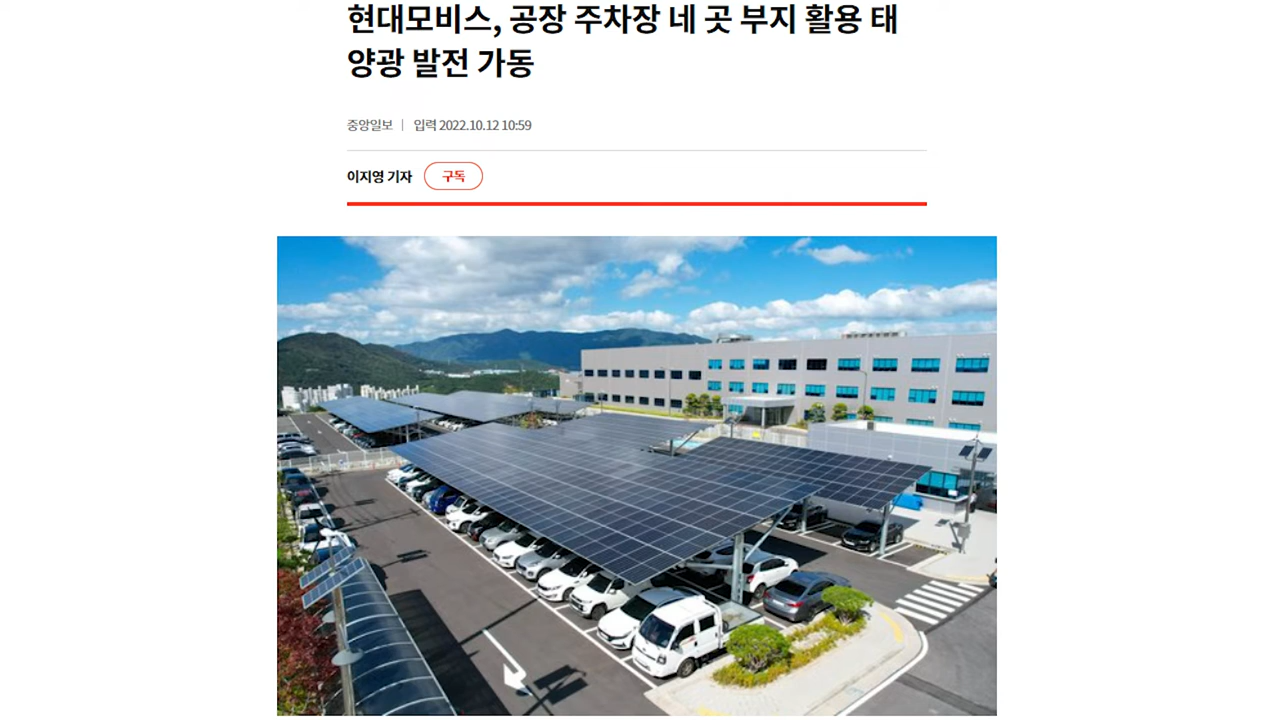 현대모비스, 공장 주차장 네 곳 부지 활용 태
양광 발전 가동
중앙일보 | 입력 2022.10.12 10:59
이지영 기자 구독